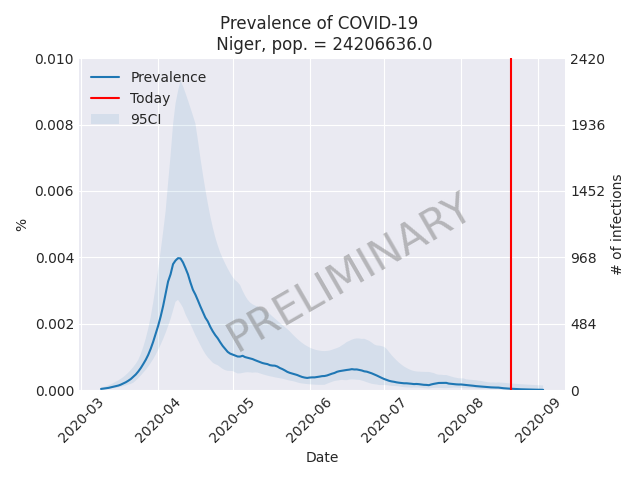 Prevalence of COVID-19
Niger, pop. = 24206636.0
0.010
0.008
0.006
0.004
0.002
0.000
%
2420
1936
1452
968
484
0
# of infections
Prevalence
Today
95CI
PRELIMINARY
2020-03
2020-04
2020-05
2020-06
2020-07
2020-08
2020-09
Date